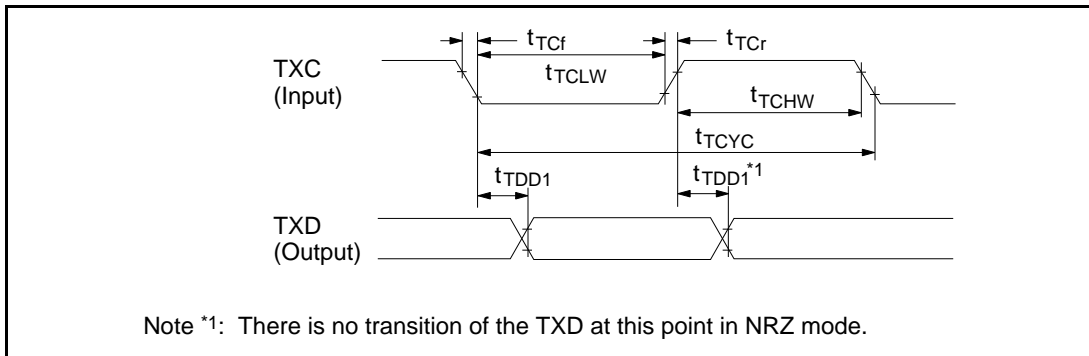 tTCf
tTCr
TXC
(Input)
tTCLW
tTCHW
tTCYC
tTDD1
tTDD1*1
TXD
(Output)
Note *1: There is no transition of the TXD at this point in NRZ mode.